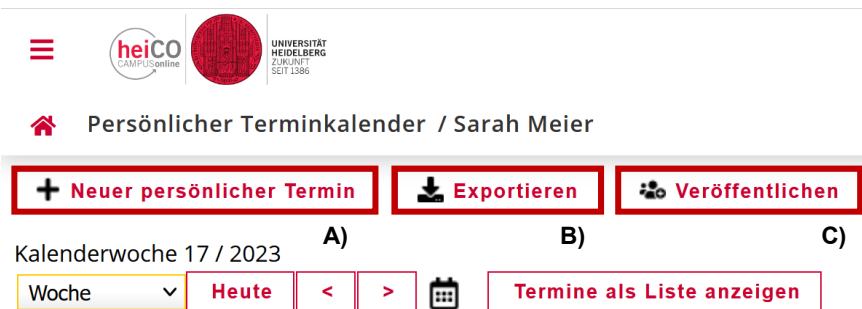 heiCO
CAMPUSonline
UNIVERSITÄT
HEIDELBERG
ZUKUNFT
SEIT 1386
Persönlicher Terminkalender / Sarah Meier
Neuer persönlicher Termin Exportieren Veröffentlichen
A) B) C)
Kalenderwoche 17 / 2023
Woche Heute < > Termine als Liste anzeigen